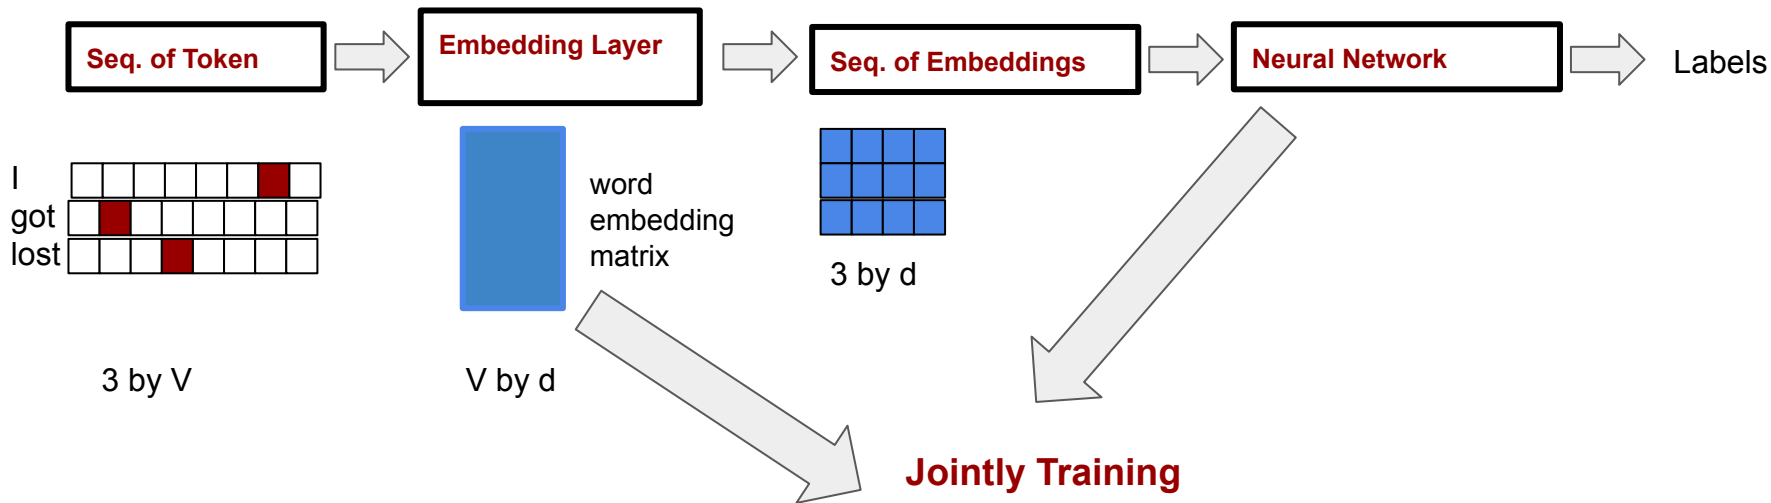 Seq. of Token
Embedding Layer
Seq. of Embeddings
Neural Network
Labels
I
got
lost
word
embedding
matrix
3 by d
3 by V
V by d
Jointly Training